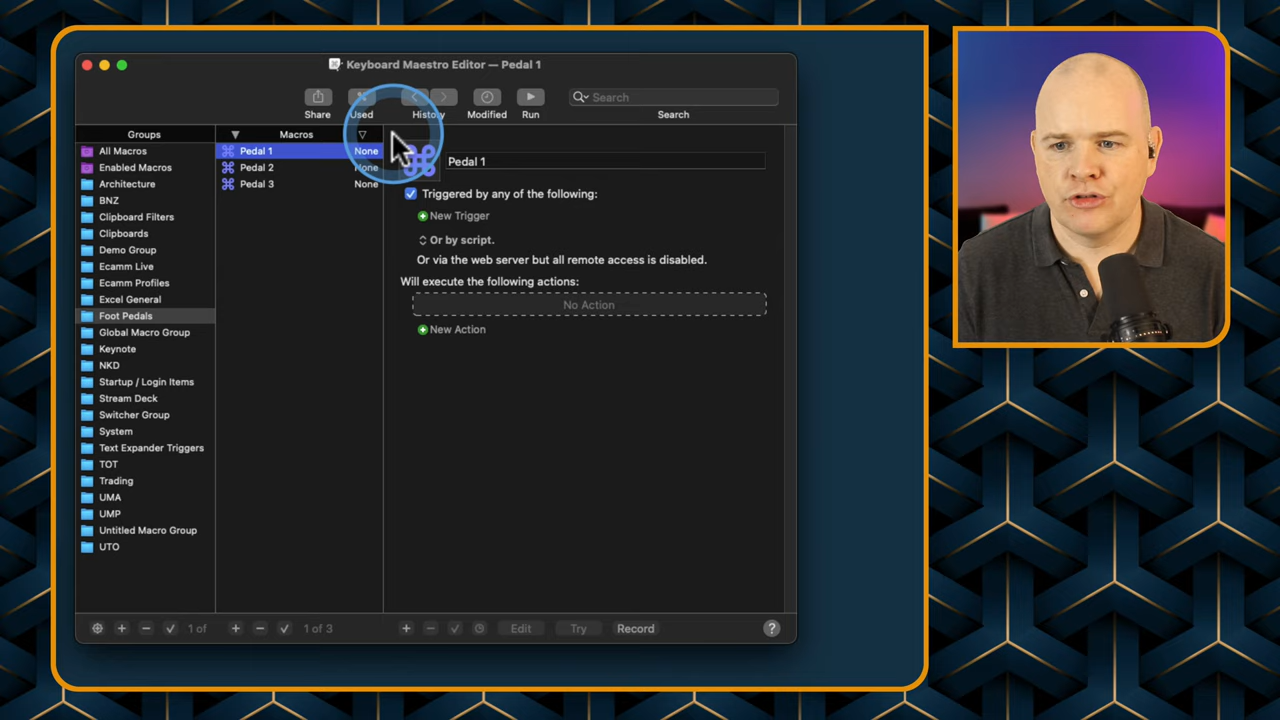 Keyboard Maestro Editor — Pedal 1
Share
Used
History
Modified
Run
Search
Search
Groups
Macros
All Macros
Enabled Macros
Architecture
BNZ
Clipboard Filters
Clipboards
Demo Group
Ecamm Live
Ecamm Profiles
Excel General
Foot Pedals
Global Macro Group
Keynote
NKD
Startup / Login Items
Stream Deck
Switcher Group
System
Text Expander Triggers
TOT
Trading
UMA
UMP
Untitled Macro Group
UTO
Pedal 1 None
Pedal 2 None
Pedal 3 None
Pedal 1
Triggered by any of the following:
New Trigger
Or by script.
Or via the web server but all remote access is disabled.
Will execute the following actions:
No Action
New Action
1 of
1 of 3
Edit
Try
Record
?